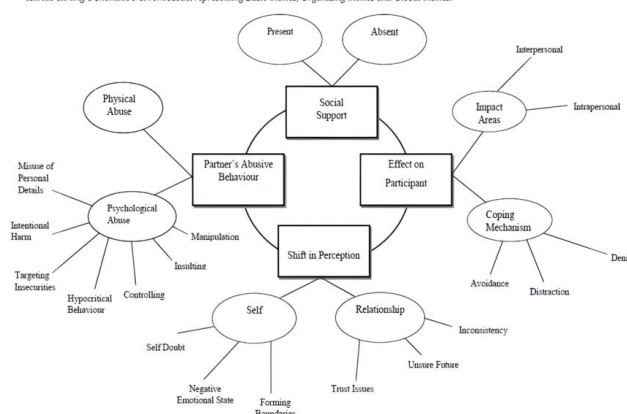 Present
Absent
Interpersonal
Social
Support
Impact
Areas
Intrapersonal
Physical
Abuse
Partner's Abusive
Behaviour
Effect on
Participant
Misuse of
Personal
Details
Psychological
Abuse
Intentional
Harm
Manipulation
Insulting
Targeting
Insecurities
Hypocritical
Behaviour
Controlling
Shift in Perception
Coping
Mechanism
Avoidance
Distraction
Self
Relationship
Inconsistency
Self Doubt
Unsure Future
Negative
Emotional State
Forming
Boundaries
Trust Issues